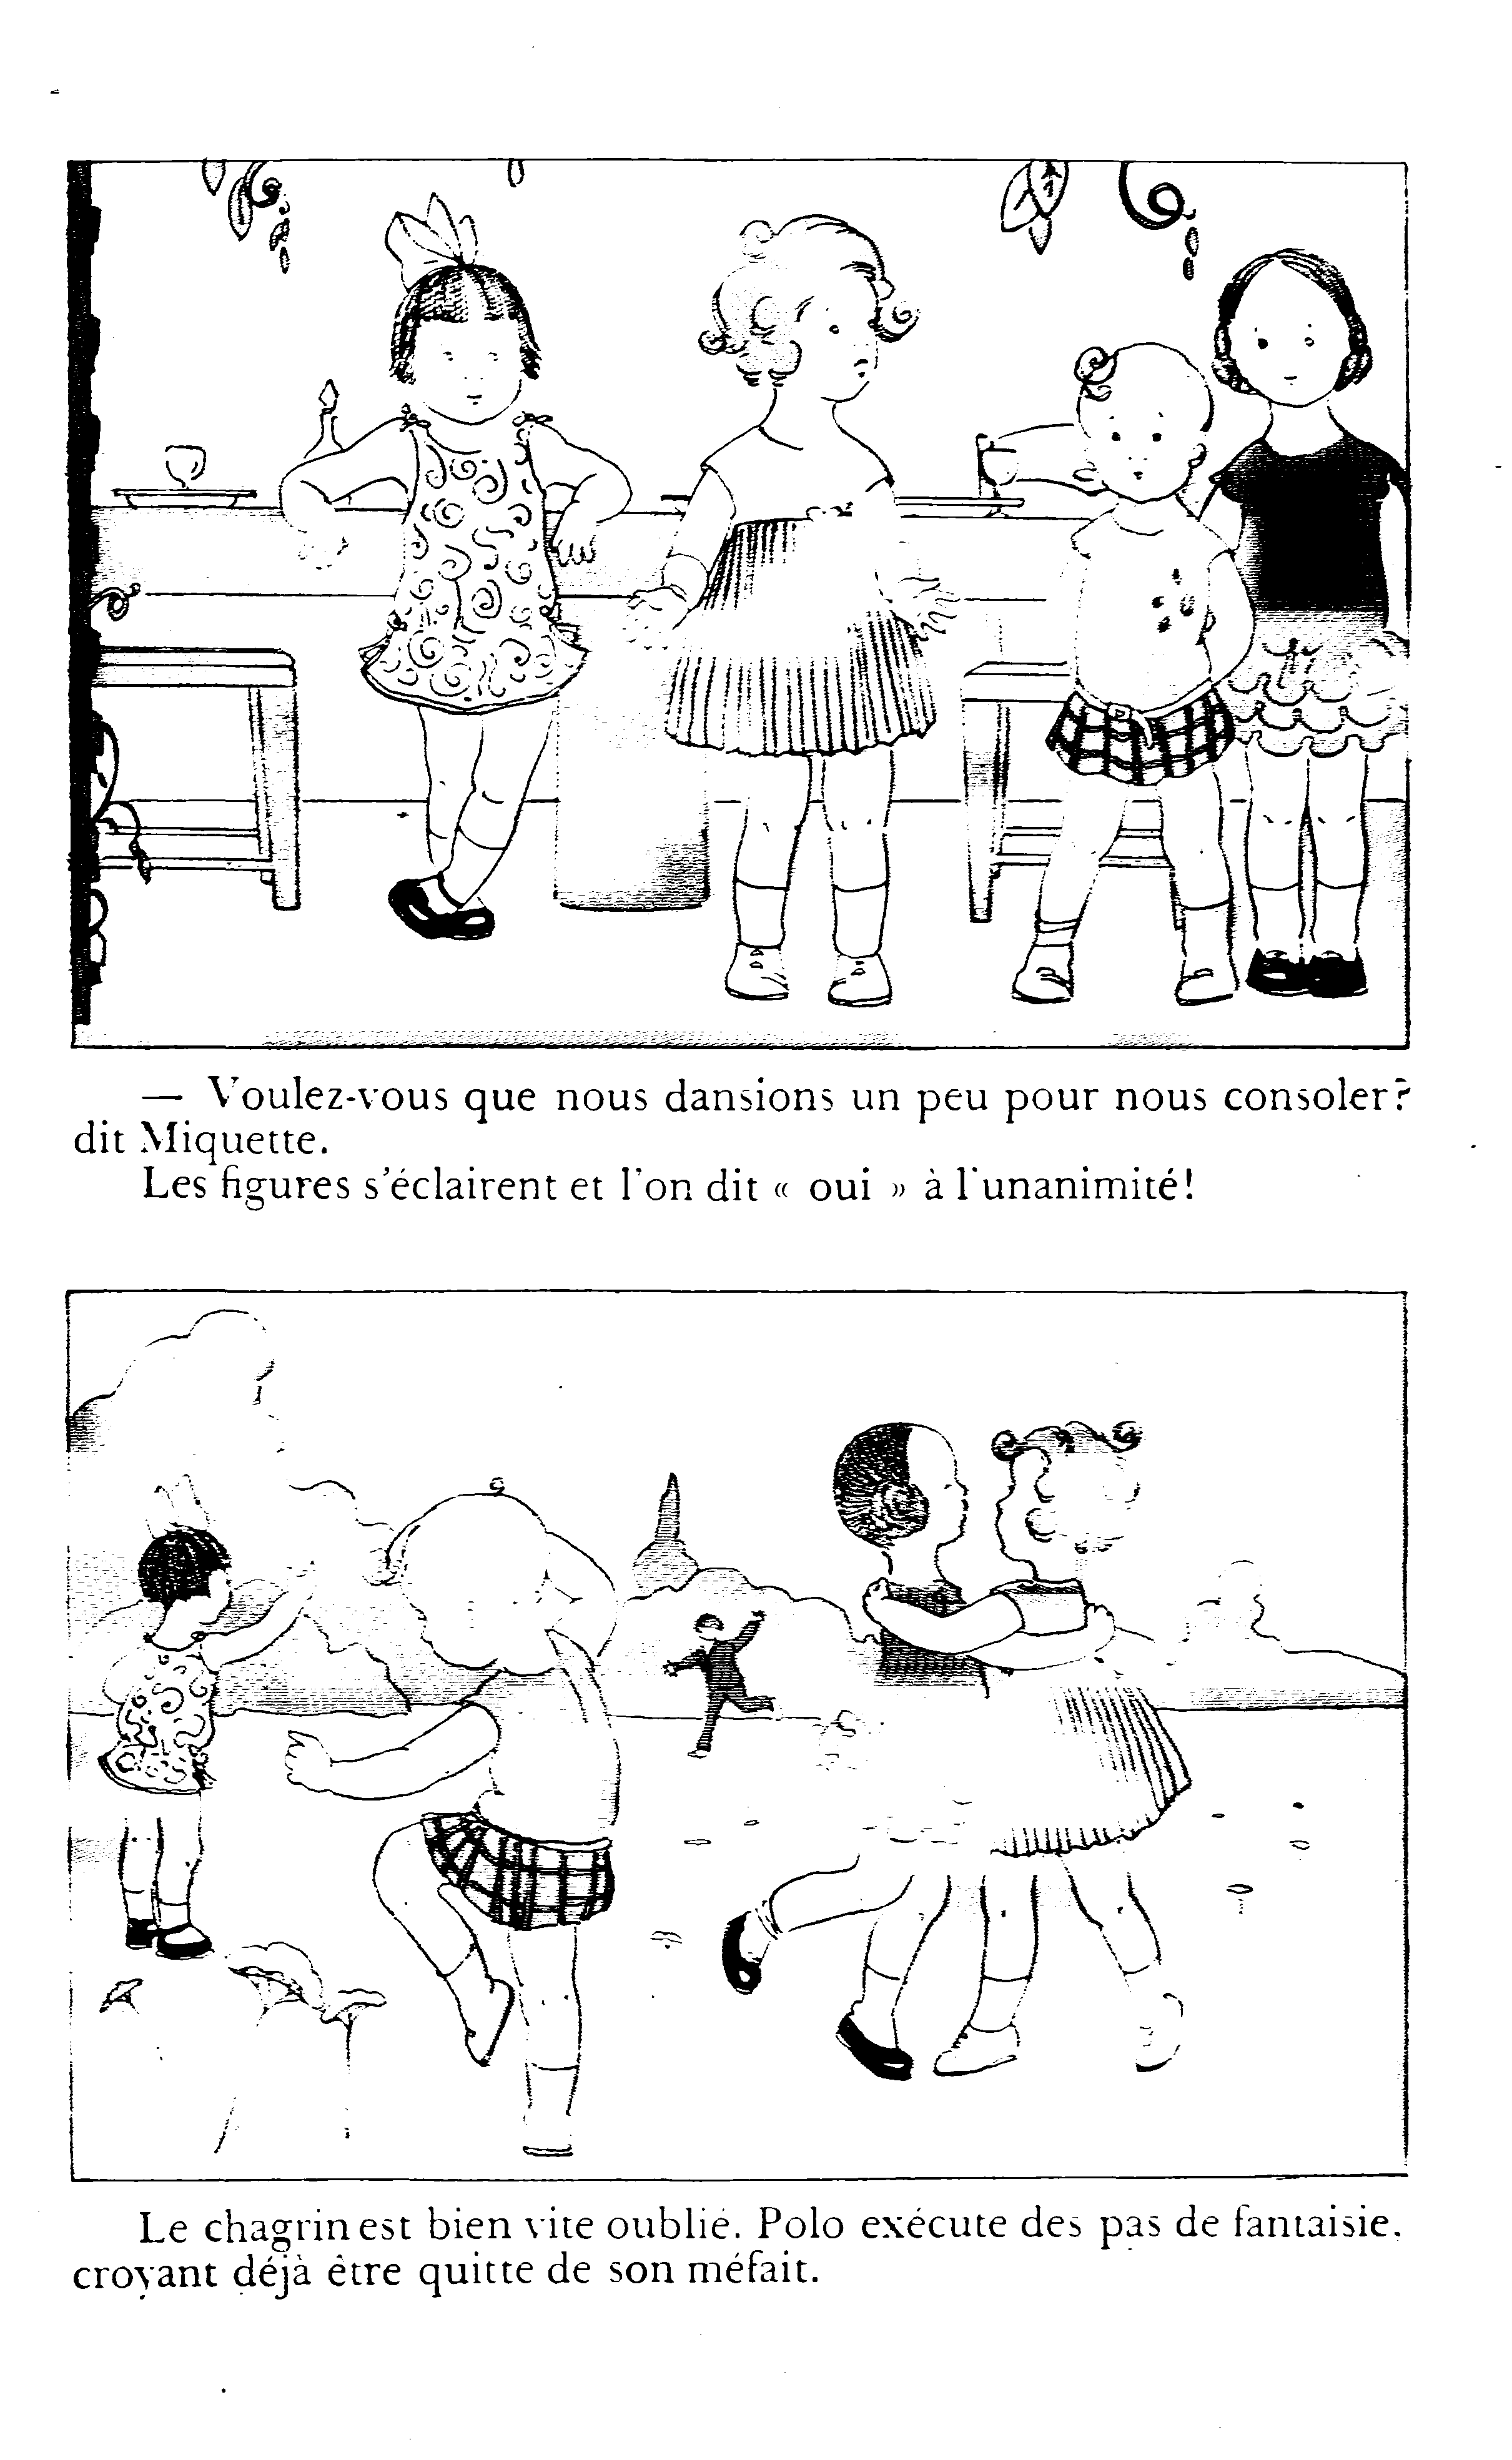 — Voulez-vous que nous dansions un peu pour nous consoler?
dit Miquette.
Les figures s'éclairent et l'on dit « oui » à l'unanimité!
Le chagrin est bien vite oublié. Polo exécute des pas de fantaisie,
croyant déjà être quitte de son méfait.